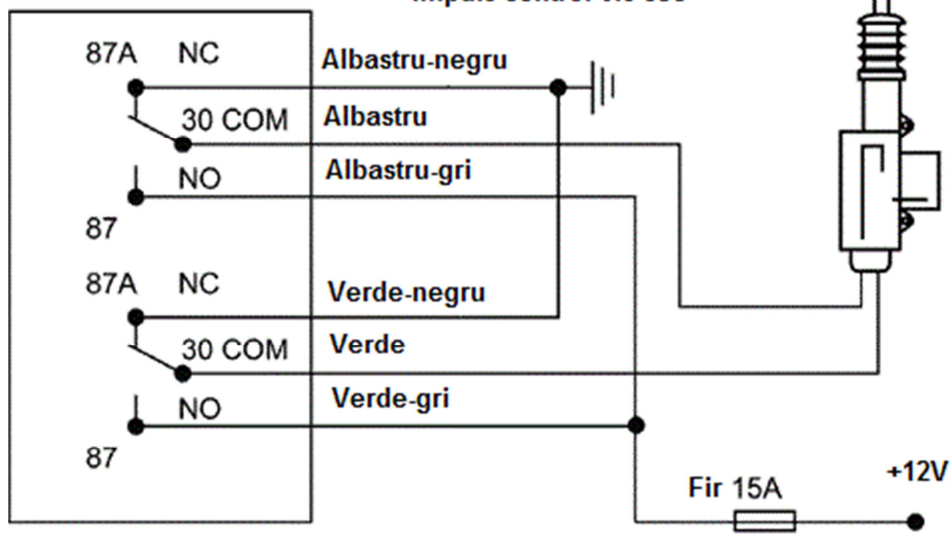 87A NC
Albastru-negru
30 COM
Albastru
NO
Albastru-gri
87
87A NC
Verde-negru
30 COM
Verde
NO
Verde-gri
87
Fir 15A
+12V